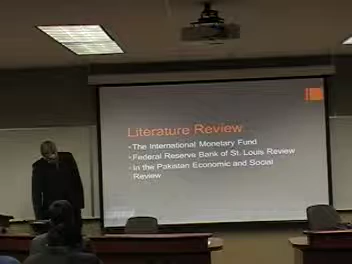 Literature Review
The International Monetary Fund
Federal Reserve Bank of St. Louis Review
In the Pakistan Economic and Social
Review